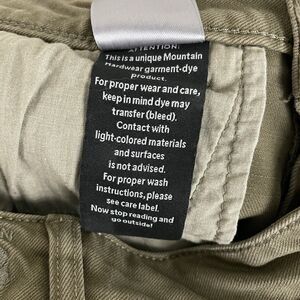 ATTENTION:
This is a unique Mountain
Hardwear garment-dye
product.
For proper wear and care,
keep in mind dye may
transfer (bleed).
Contact with
light-colored materials
and surfaces
is not advised.
For proper wash
instructions, please
see care label.
Now stop reading and
go outside!